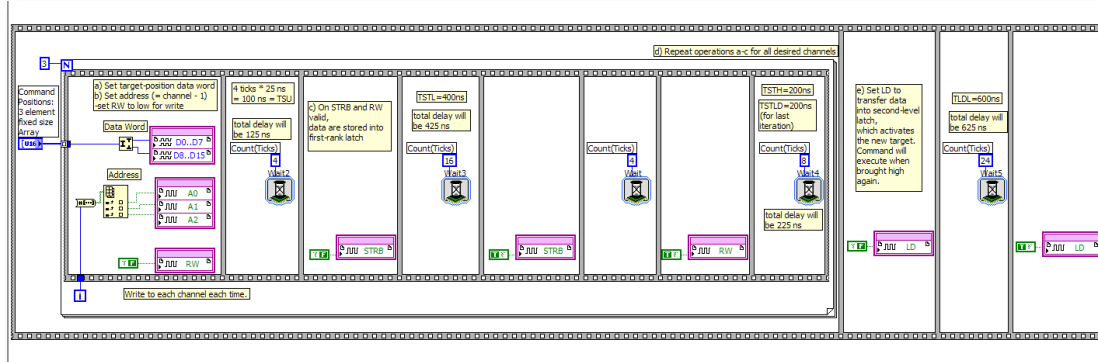 d) Repeat operations a-c for all desired channels
3
N
Command
Positions:
3 element
fixed size
Array
U16
a) Set target-position data word
b) Set address (= channel - 1)
-set RW to low for write
Data Word
D0..D7
D8..D15
Address
A0
A1
A2
RW
i
Write to each channel each time.
4 ticks * 25 ns
= 100 ns = TSU
total delay will
be 125 ns
Count(Ticks)
4
Wait2
c) On STRB and RW
valid,
data are stored into
first-rank latch
STRB
TSTL=400ns
total delay will
be 425 ns
Count(Ticks)
16
Wait3
STRB
Count(Ticks)
4
Wait
RW
TSTH=200ns
TSTLD=200ns
(for last
iteration)
Count(Ticks)
8
Wait4
total delay will
be 225 ns
e) Set LD to
transfer data
into second-level
latch,
which activates
the new target.
Command will
execute when
brought high
again.
LD
TLDL=600ns
total delay will
be 625 ns
Count(Ticks)
24
Wait5
LD